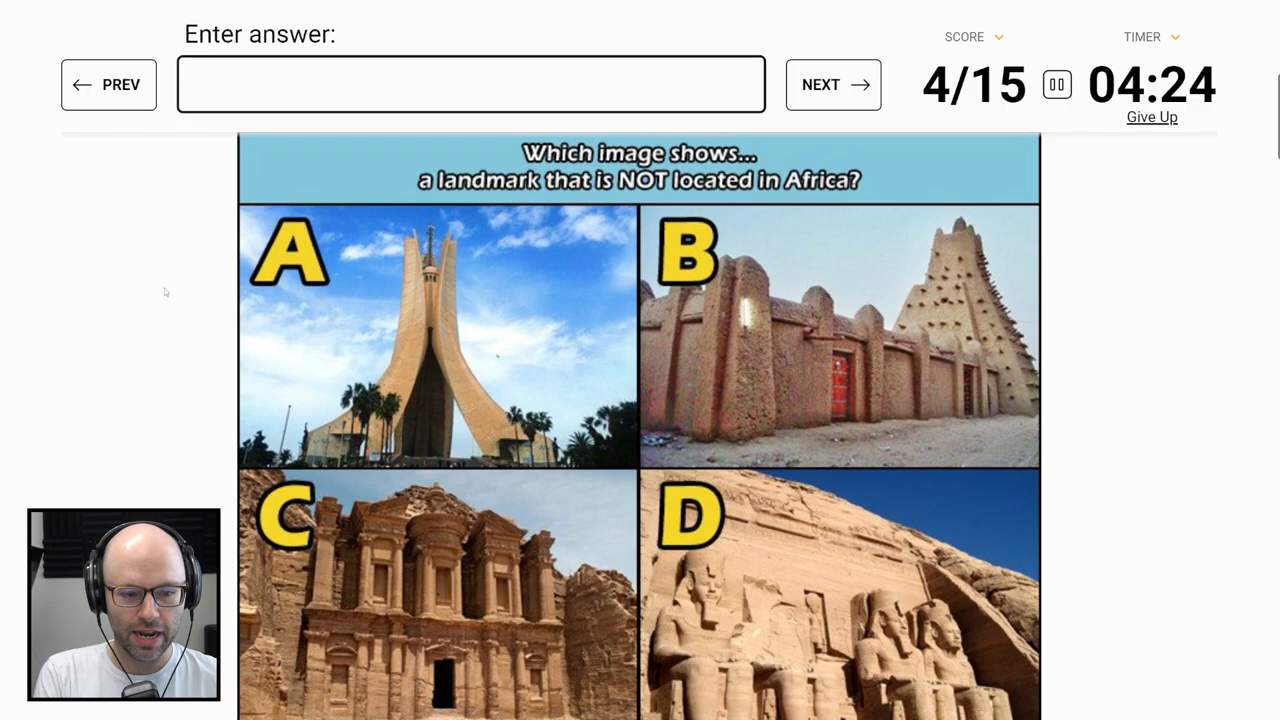 Enter answer:
PREV
NEXT
SCORE
TIMER
4/15
04:24
Give Up
Which image shows...
a landmark that is NOT located in Africa?
A
B
C
D